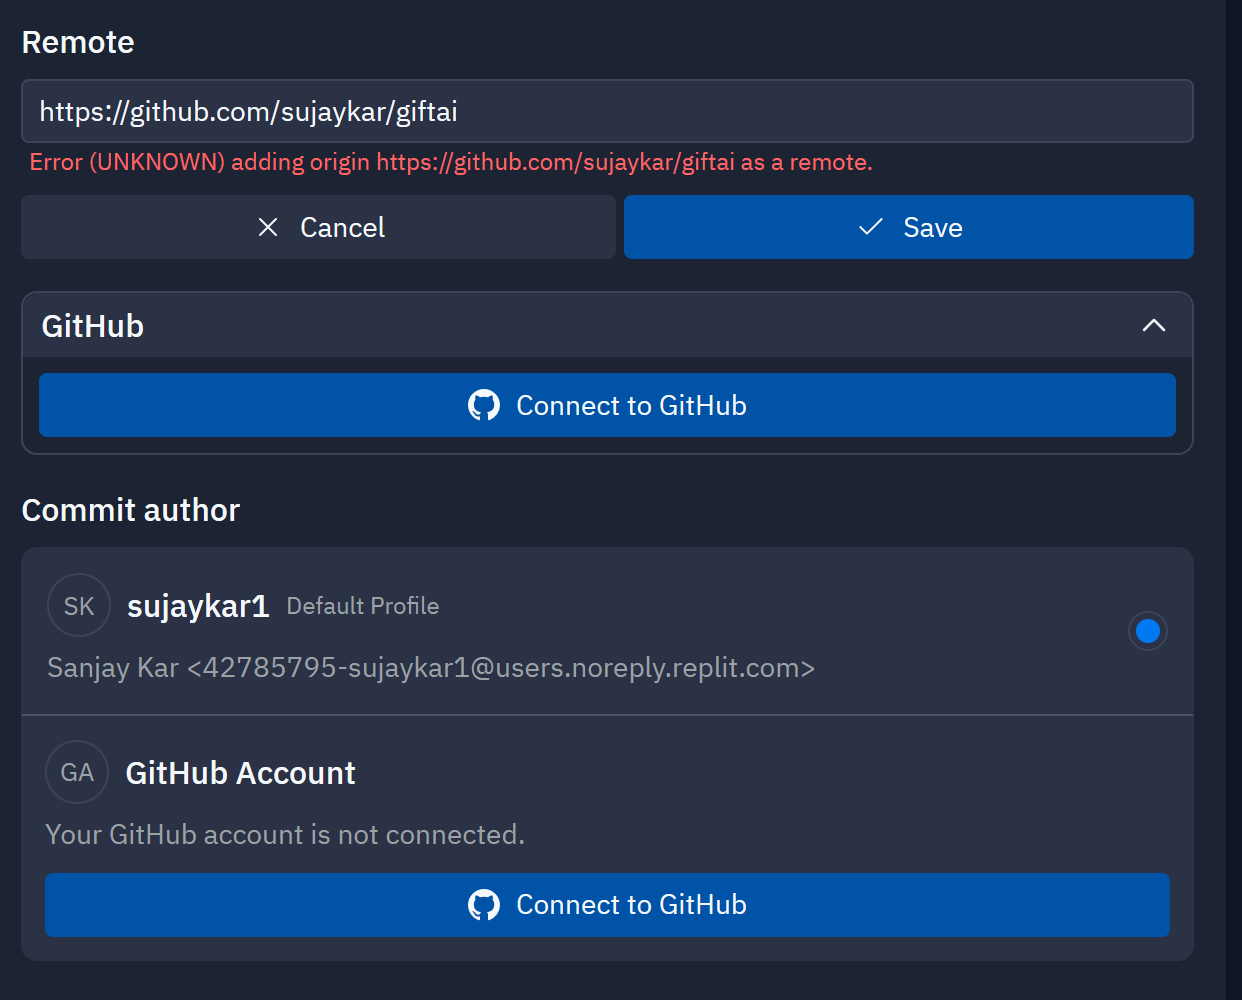 Remote
https://github.com/sujaykar/giftai
Error (UNKNOWN) adding origin https://github.com/sujaykar/giftai as a remote.
Cancel
Save
GitHub
Connect to GitHub
Commit author
SK sujaykar1 Default Profile
Sanjay Kar <42785795-sujaykar1@users.noreply.replit.com>
GA GitHub Account
Your GitHub account is not connected.
Connect to GitHub